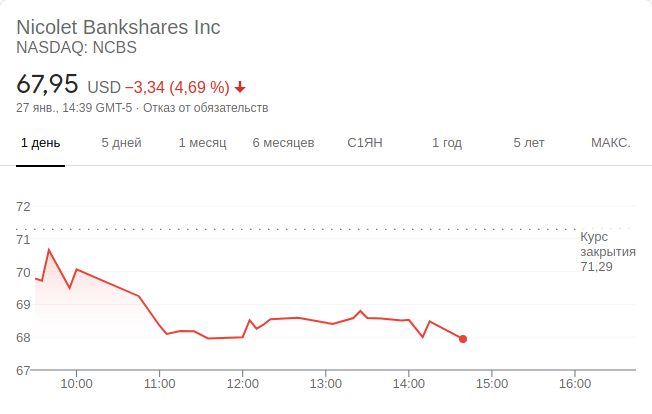 Nicolet Bankshares Inc
NASDAQ: NCBS
67,95 USD −3,34 (4,69 %)
27 янв., 14:39 GMT-5 · Отказ от обязательств
1 день 5 дней 1 месяц 6 месяцев С1ЯН 1 год 5 лет МАКС.
72
71
70
69
68
67
Курс
закрытия
71,29
10:00 11:00 12:00 13:00 14:00 15:00 16:00